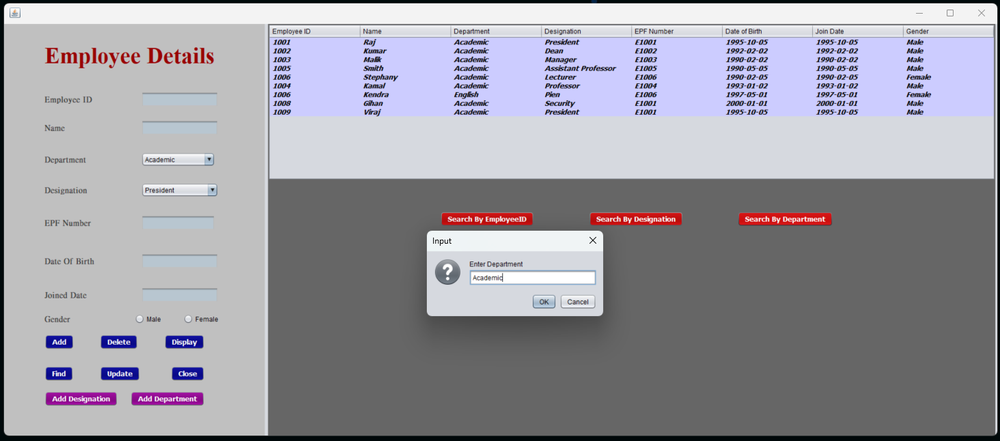 Employee Details
Employee ID
Name
Department Academic
Designation President
EPF Number
Date Of Birth
Joined Date
Gender Male Female
Add Delete Display
Find Update Close
Add Designation Add Department
Employee ID Name Department Designation EPF Number Date of Birth Join Date Gender
1001 Raj Academic President E1001 1995-10-05 1995-10-05 Male
1002 Kumar Academic Dean E1002 1992-02-02 1992-02-02 Male
1003 Malik Academic Manager E1003 1990-02-02 1990-02-02 Male
1005 Smith Academic Assistant Professor E1005 1990-05-05 1990-05-05 Male
1006 Stephany Academic Lecturer E1006 1990-02-05 1990-02-05 Female
1004 Kamal Academic Professor E1004 1993-01-02 1993-01-02 Male
1006 Kendra English Pien E1006 1997-05-01 1997-05-01 Female
1008 Gihan Academic Security E1001 2000-01-01 2000-01-01 Male
1009 Viraj Academic President E1001 1995-10-05 1995-10-05 Male
Search By EmployeeID Search By Designation Search By Department
Input
Enter Department
Academic
OK Cancel